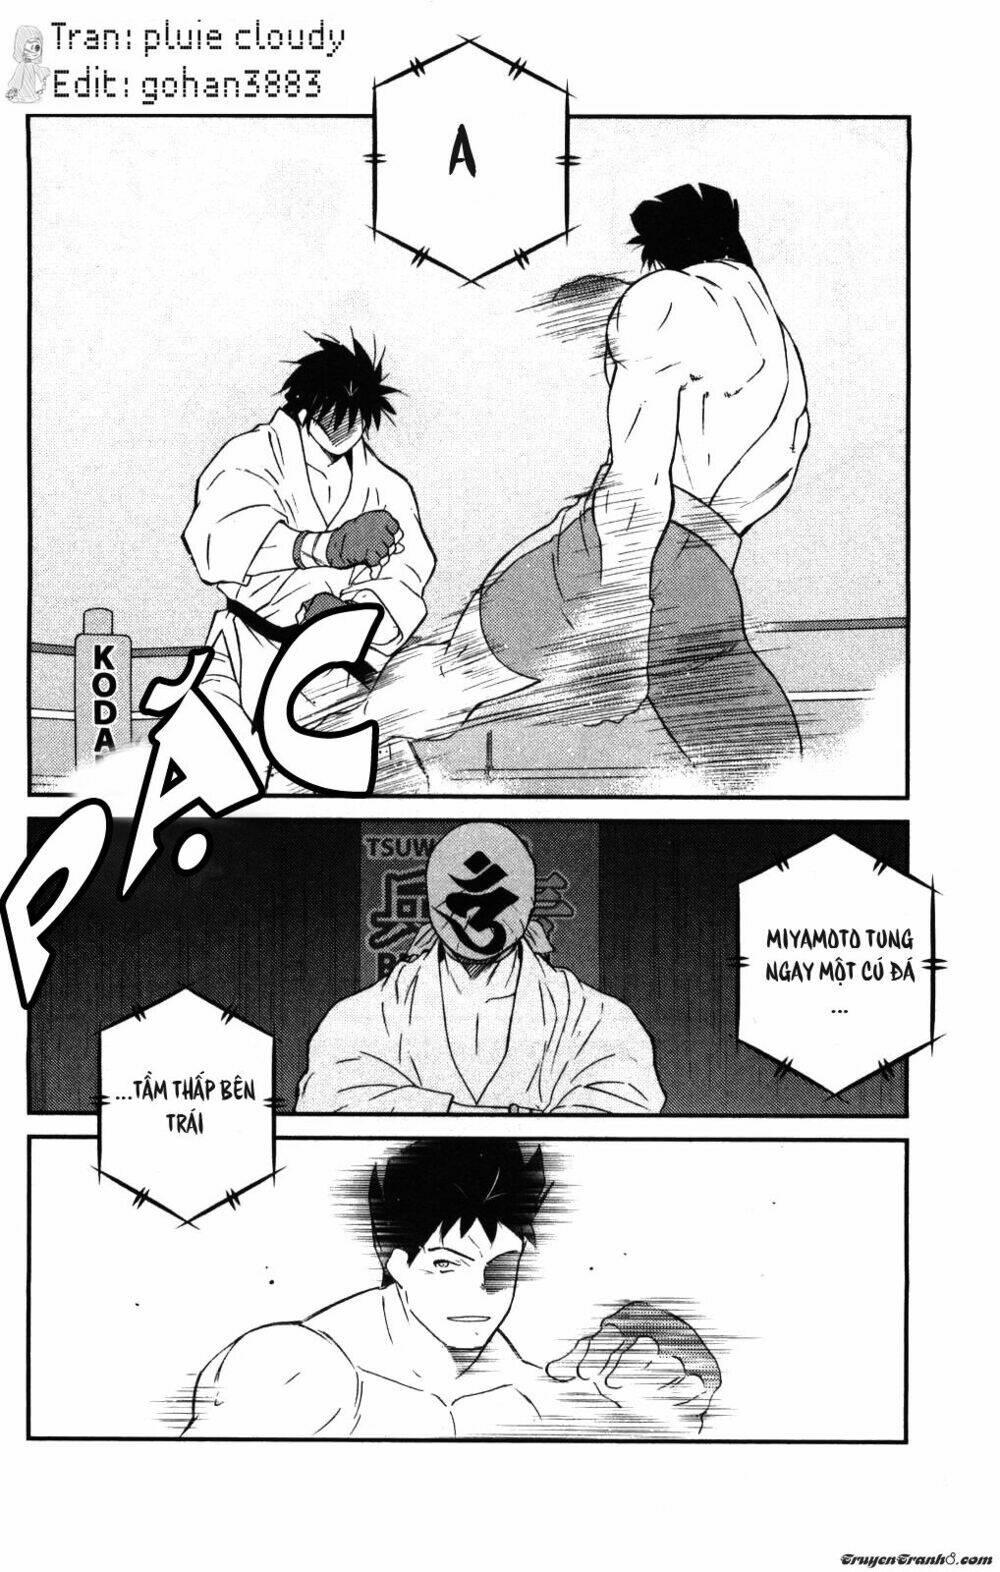 Tran: pluie cloudy
Edit: gohan3883
A
KODA
PẶC
TSUW
MIYAMOTO TUNG
NGAY MỘT CÚ ĐÁ
...
...TẦM THẤP BÊN
TRÁI
TruyenTranh8.com